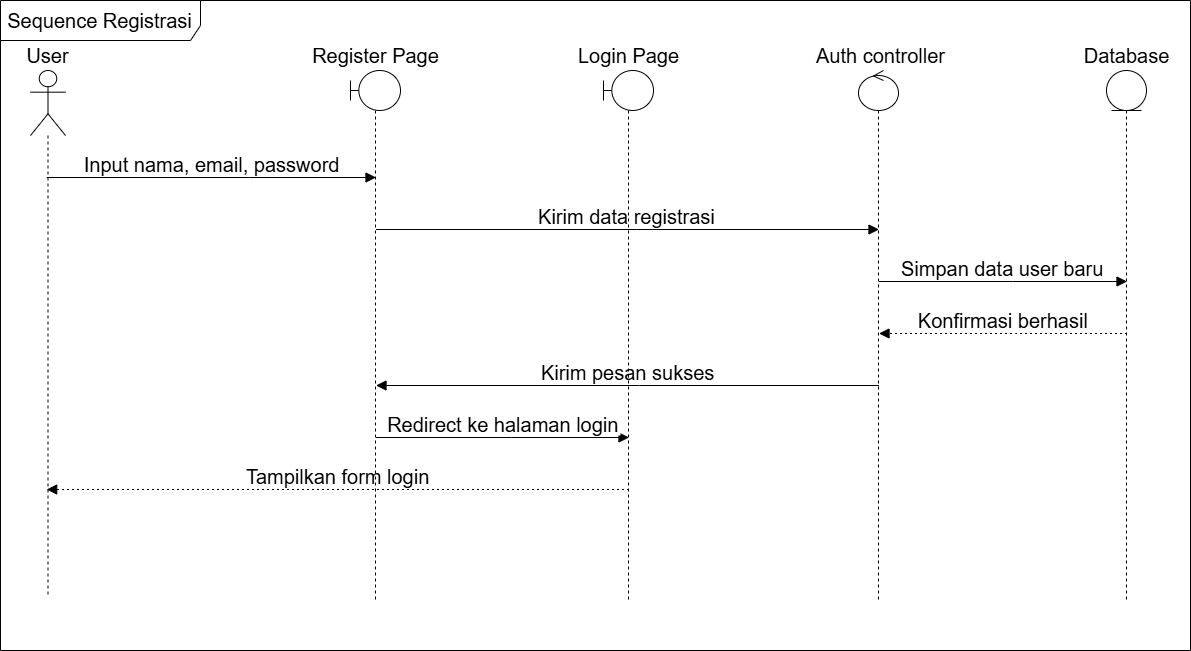 Sequence Registrasi
User
Register Page
Login Page
Auth controller
Database
Input nama, email, password
Kirim data registrasi
Simpan data user baru
Konfirmasi berhasil
Kirim pesan sukses
Redirect ke halaman login
Tampilkan form login